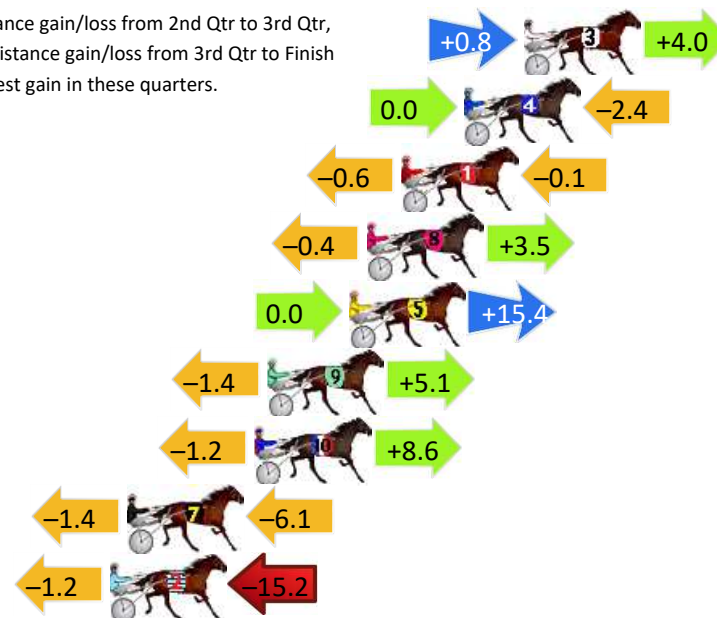 ance gain/loss from 2nd Qtr to 3rd Qtr,
istance gain/loss from 3rd Qtr to Finish
est gain in these quarters.
+0.8 3 +4.0
0.0 4 –2.4
–0.6 1 –0.1
–0.4 8 +3.5
0.0 5 +15.4
–1.4 9 +5.1
–1.2 10 +8.6
–1.4 7 –6.1
–1.2 2 –15.2